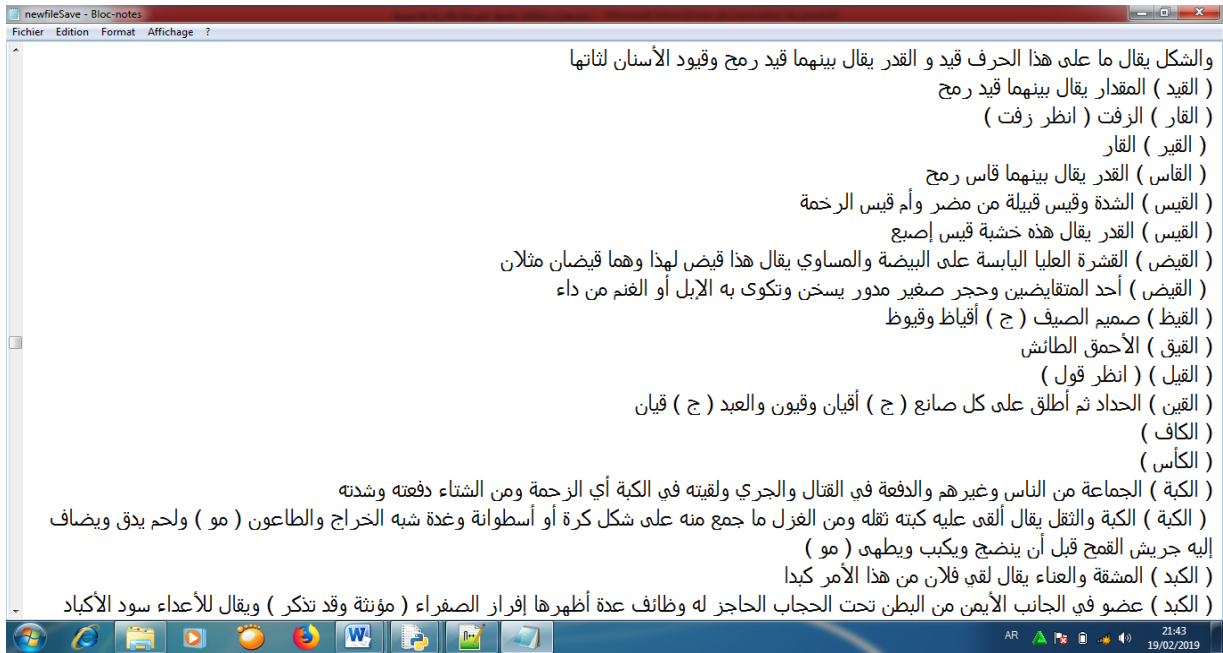 newfileSave - Bloc-notes
Fichier Edition Format Affichage ?
والشكل يقال ما على هذا الحرف قيد و القدر يقال بينهما قيد رمح وقيود الأسنان لثاتها
( القيد ) المقدار يقال بينهما قيد رمح
( القار ) الزفت ( انظر زفت )
( القير ) القار
( القاس ) القدر يقال بينهما قاس رمح
( القيس ) الشدة وقيس قبيلة من مضر وأم قيس الرخمة
( القيس ) القدر يقال هذه خشبة قيس إصبع
( القيض ) القشرة العليا اليابسة على البيضة والمساوي يقال هذا قيض لهذا وهما قيضان مثلان
( القيض ) أحد المتقايضين وحجر صغير مدور يسخن وتكوى به الإبل أو الغنم من داء
( القيظ ) صميم الصيف ( ج ) أقياظ وقيوظ
( القيق ) الأحمق الطائش
( القيل ) ( انظر قول )
( القين ) الحداد ثم أطلق على كل صانع ( ج ) أقيان وقيون والعبد ( ج ) قيان
( الكاف )
( الكأس )
( الكبة ) الجماعة من الناس وغيرهم والدفعة في القتال والجري ولقيته في الكبة أي الزحمة ومن الشتاء دفعته وشدته
( الكبة ) الكبة والثقل يقال ألقى عليه كبته ثقله ومن الغزل ما جمع منه على شكل كرة أو أسطوانة وغدة شبه الخراج والطاعون ( مو ) ولحم يدق ويضاف
إليه جريش القمح قبل أن ينضج ويكبب ويطهى ( مو )
( الكبد ) المشقة والعناء يقال لقي فلان من هذا الأمر كبدا
( الكبد ) عضو في الجانب الأيمن من البطن تحت الحجاب الحاجز له وظائف عدة أظهرها إفراز الصفراء ( مؤنثة وقد تذكر ) ويقال للأعداء سود الأكباد
AR
21:43
19/02/2019